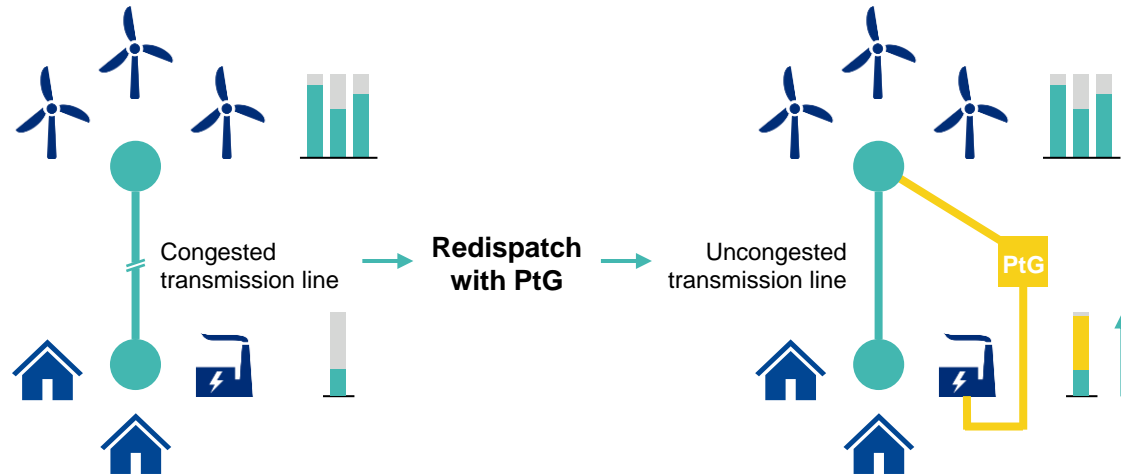 Congested
transmission line
Redispatch
with PtG
Uncongested
transmission line
PtG